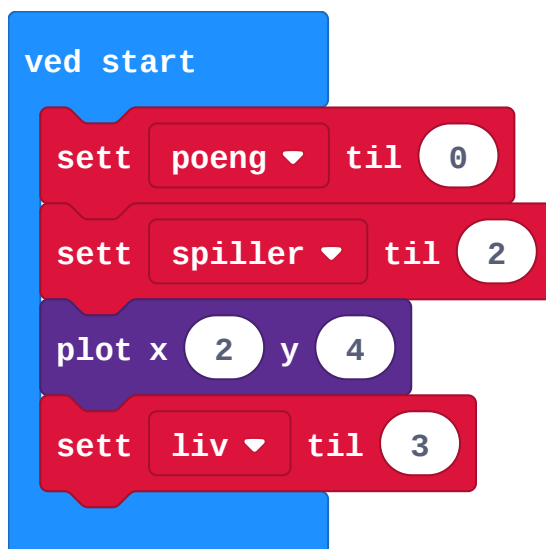 ved start
sett poeng til 0
sett spiller til 2
plot x 2 y 4
sett liv til 3